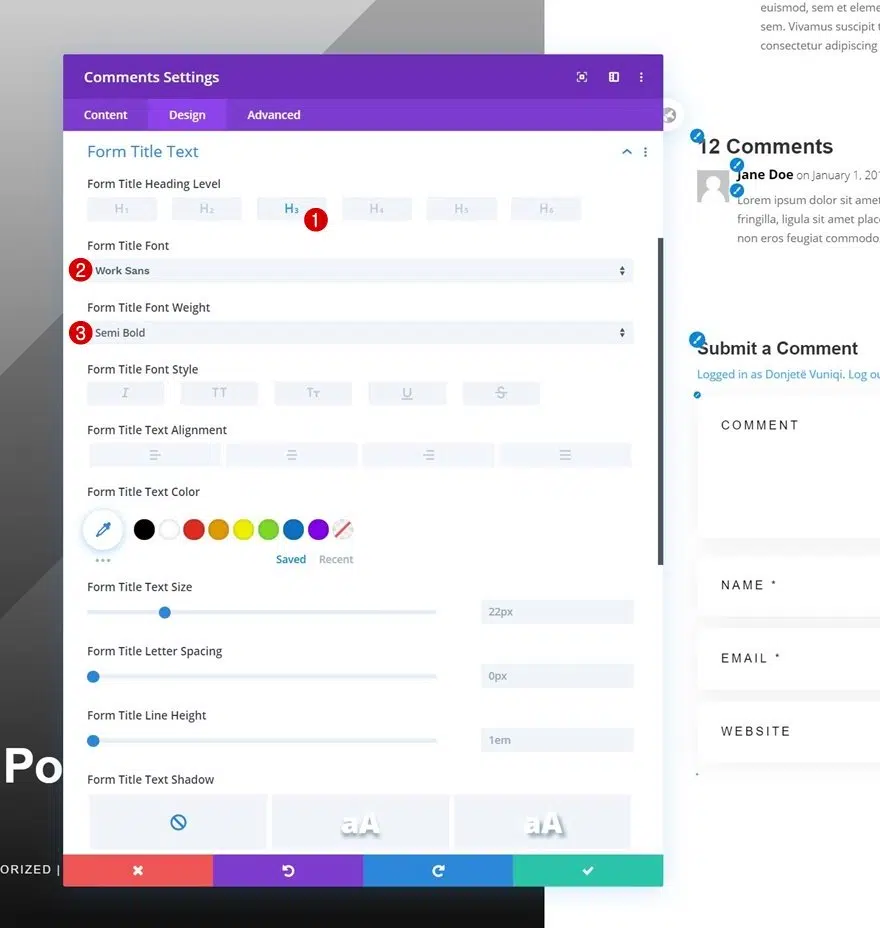 euismod, sem et eleme
sem. Vivamus suscipit t
consectetur adipiscing
Comments Settings
Content Design Advanced
Form Title Text
Form Title Heading Level
H1 H2 H3 H4 H5 H6
1
Form Title Font
2 Work Sans
Form Title Font Weight
3 Semi Bold
Form Title Font Style
I TT Tт U S
Form Title Text Alignment
Form Title Text Color
Saved Recent
Form Title Text Size
22px
Form Title Letter Spacing
0px
Form Title Line Height
1em
Form Title Text Shadow
aA aA
12 Comments
Jane Doe on January 1, 201
Lorem ipsum dolor sit amet
fringilla, ligula sit amet place
non eros feugiat commodo.
Submit a Comment
Logged in as Donjetë Vuniqi. Log ou
COMMENT
NAME *
EMAIL *
WEBSITE
Po
ORIZED |